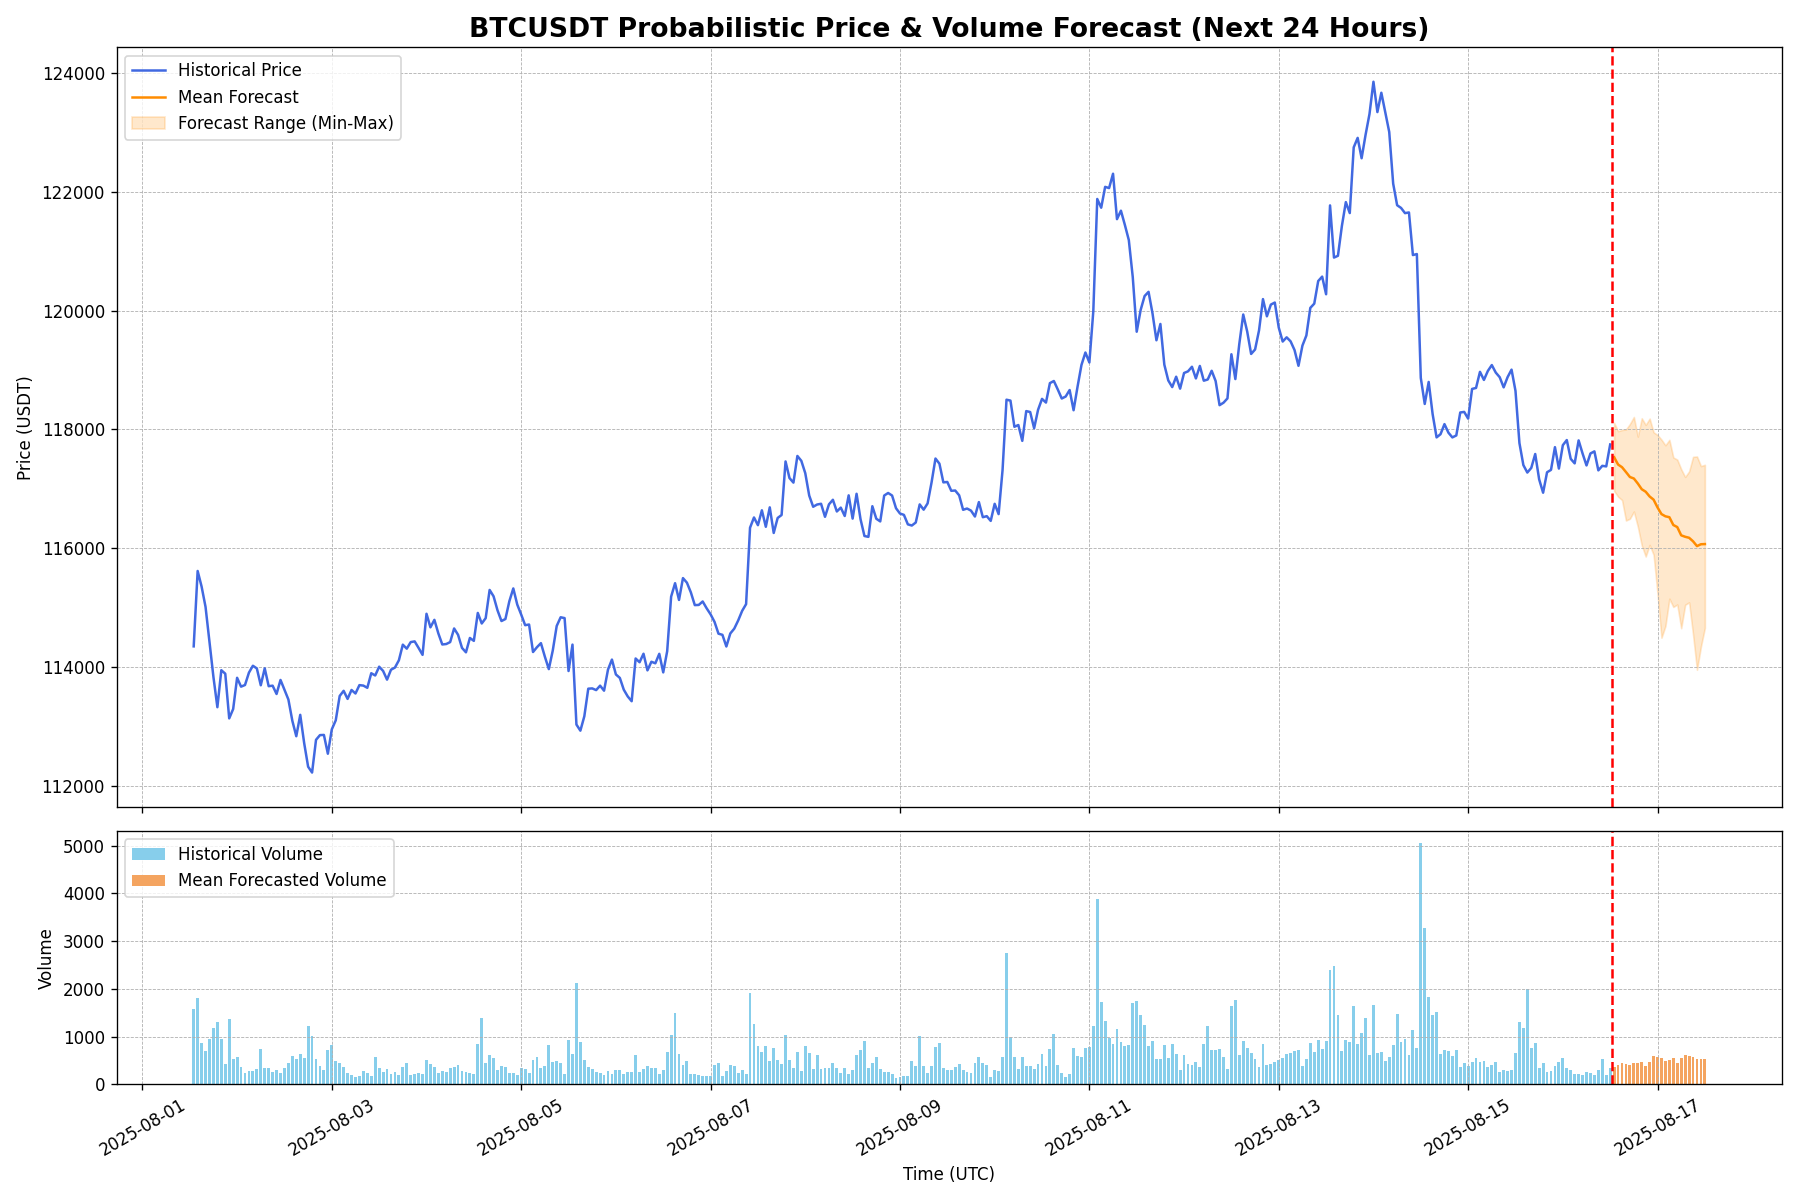 BTCUSDT Probabilistic Price & Volume Forecast (Next 24 Hours)
Historical Price
Mean Forecast
Forecast Range (Min-Max)
Price (USDT)
124000
122000
120000
118000
116000
114000
112000
Historical Volume
Mean Forecasted Volume
Volume
5000
4000
3000
2000
1000
0
2025-08-01
2025-08-03
2025-08-05
2025-08-07
2025-08-09
2025-08-11
2025-08-13
2025-08-15
2025-08-17
Time (UTC)